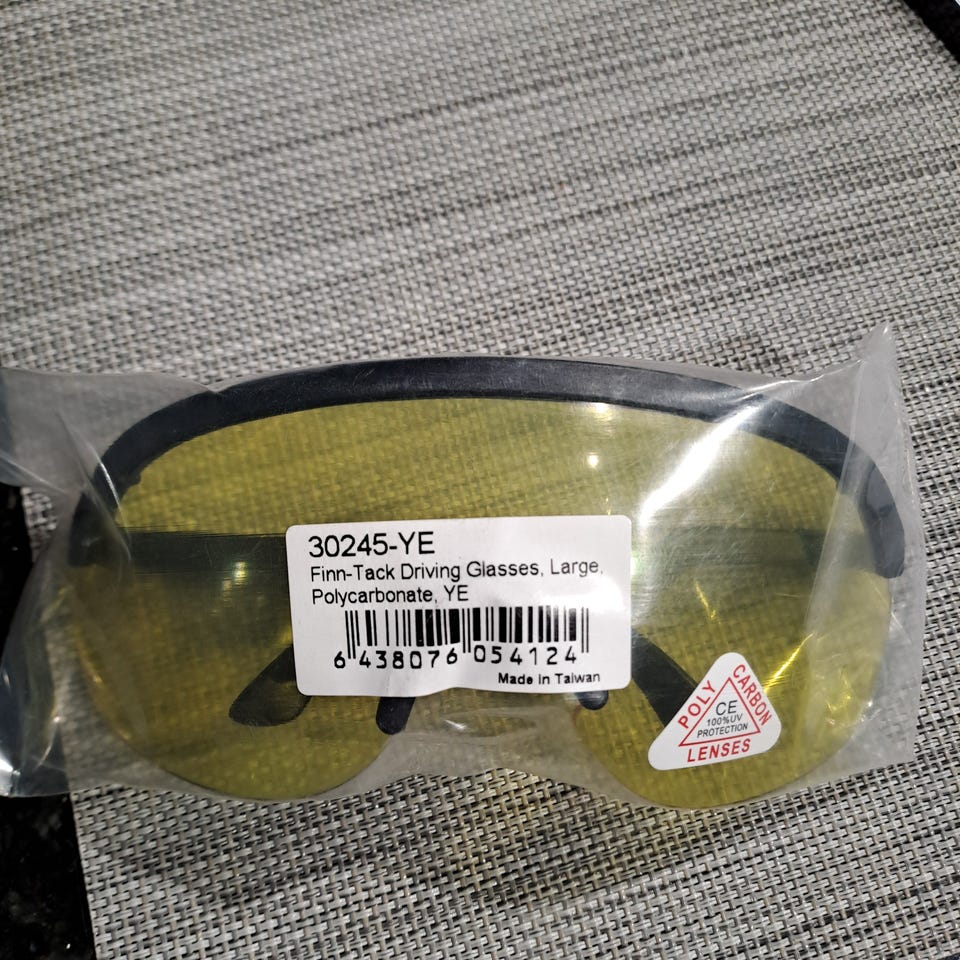 30245-YE
Finn-Tack Driving Glasses, Large,
Polycarbonate, YE
6 438076 054124
Made in Taiwan
POLY CARBON
CE
100%UV
PROTECTION
LENSES